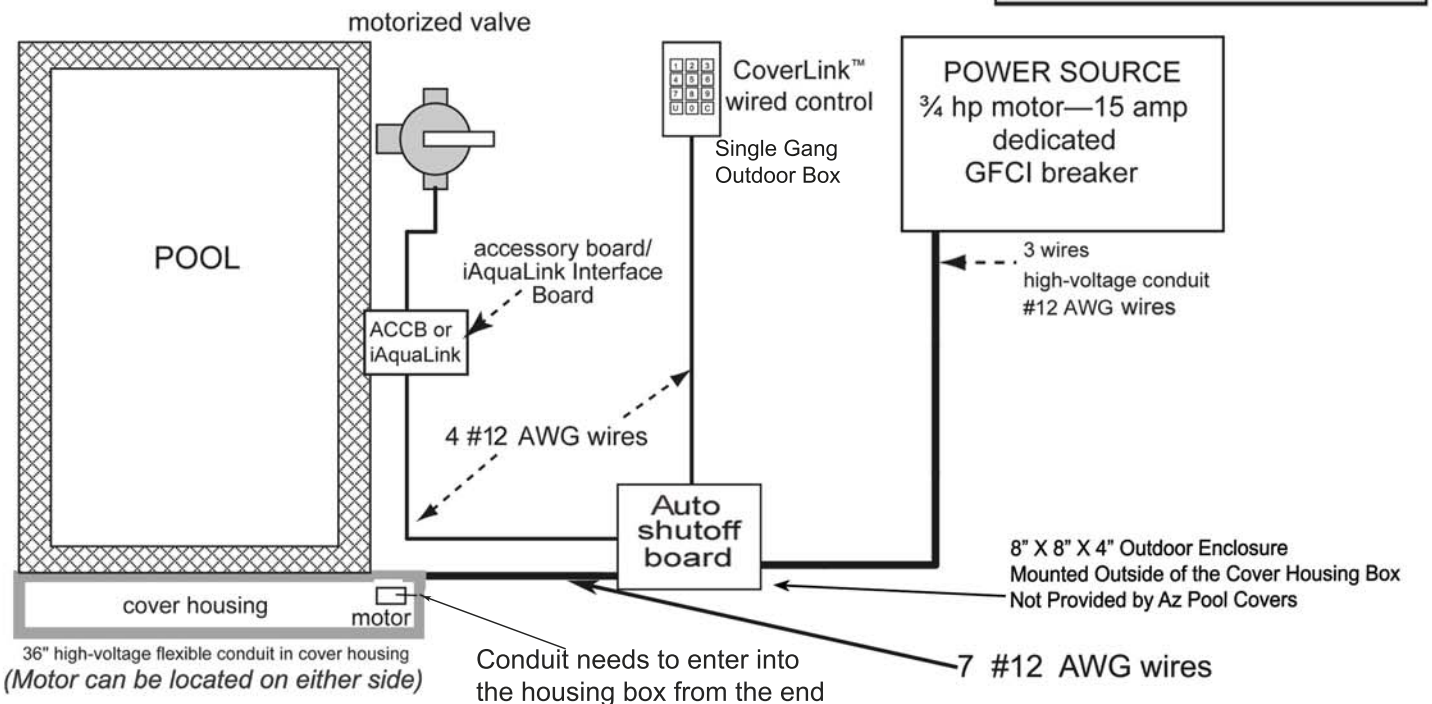 motorized valve
1 2 3
4 5 6
7 8 9
U 0 C
CoverLink™
wired control
Single Gang
Outdoor Box
POWER SOURCE
¾ hp motor—15 amp
dedicated
GFCI breaker
3 wires
high-voltage conduit
#12 AWG wires
POOL
accessory board/
iAquaLink Interface
Board
ACCB or
iAquaLink
4 #12 AWG wires
Auto
shutoff
board
8” X 8” X 4” Outdoor Enclosure
Mounted Outside of the Cover Housing Box
Not Provided by Az Pool Covers
cover housing
motor
36" high-voltage flexible conduit in cover housing
(Motor can be located on either side)
Conduit needs to enter into
the housing box from the end
7 #12 AWG wires